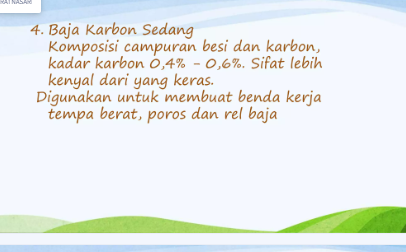 RATNASARI
4. Baja Karbon Sedang
Komposisi campuran besi dan karbon,
kadar karbon 0,4% - 0,6%. Sifat lebih
kenyal dari yang keras.
Digunakan untuk membuat benda kerja
tempa berat, poros dan rel baja